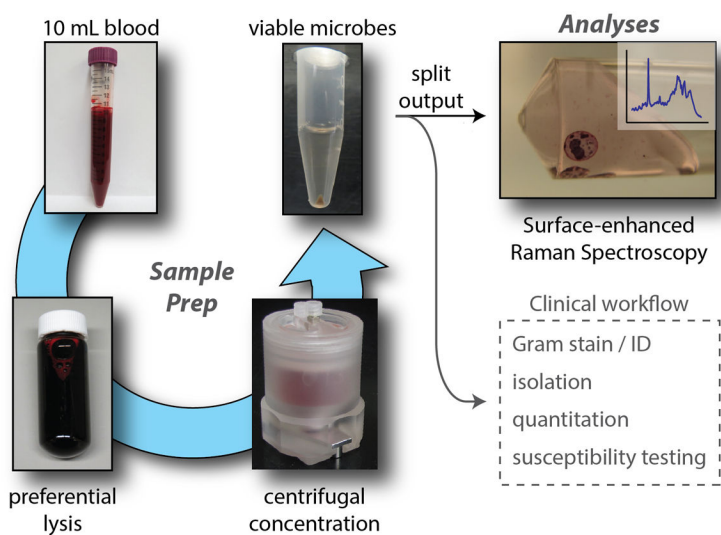 10 mL blood
viable microbes
Analyses
split
output
Surface-enhanced
Raman Spectroscopy
Sample
Prep
preferential
lysis
centrifugal
concentration
Clinical workflow
Gram stain / ID
isolation
quantitation
susceptibility testing